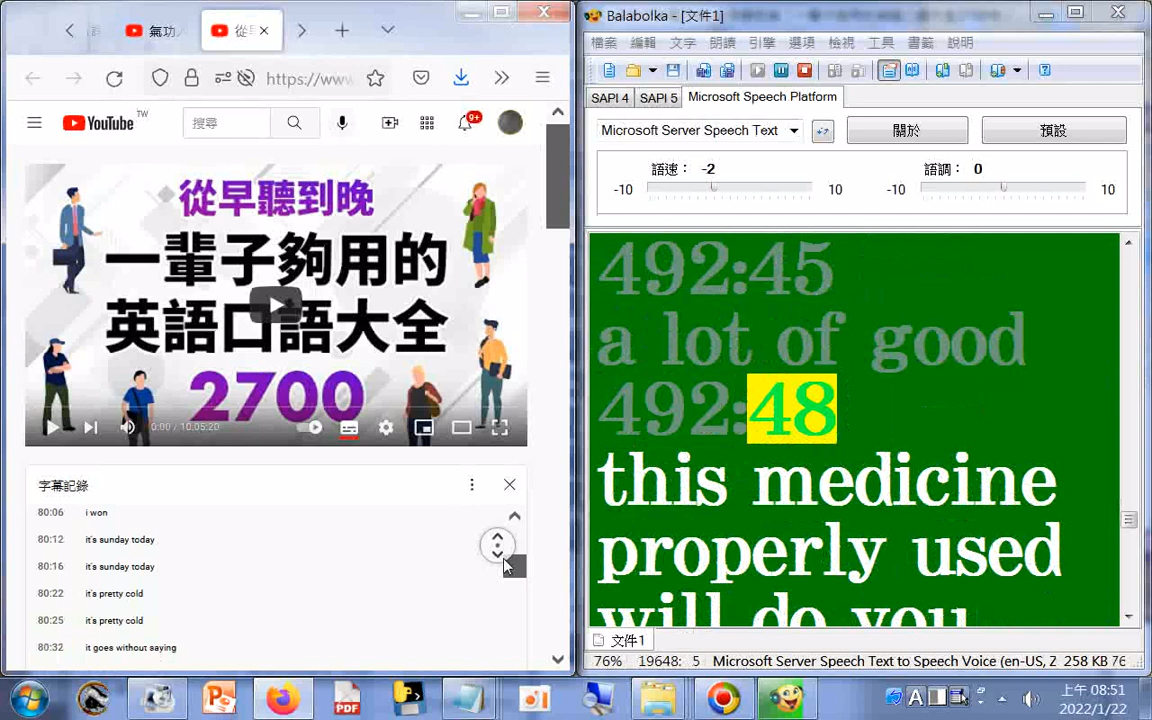 氣功
從
https://www
YouTube TW
搜尋
9+
從早聽到晚
一輩子夠用的
英語口語大全
2700
0:00 / 10:05:20
字幕記錄
80:06 i won
80:12 it's sunday today
80:16 it's sunday today
80:22 it's pretty cold
80:25 it's pretty cold
80:32 it goes without saying
Balabolka - [文件1]
檔案 編輯 文字 朗讀 引擎 選項 檢視 工具 書籤 說明
SAPI 4 SAPI 5 Microsoft Speech Platform
Microsoft Server Speech Text 關於 預設
語速： -2 語調： 0
-10 10 -10 10
492:45
a lot of good
492:48
this medicine
properly used
will do you
文件1
76% 19648: 5 Microsoft Server Speech Text to Speech Voice (en-US, Z 258 KB 76
PDF
A
上午 08:51
2022/1/22